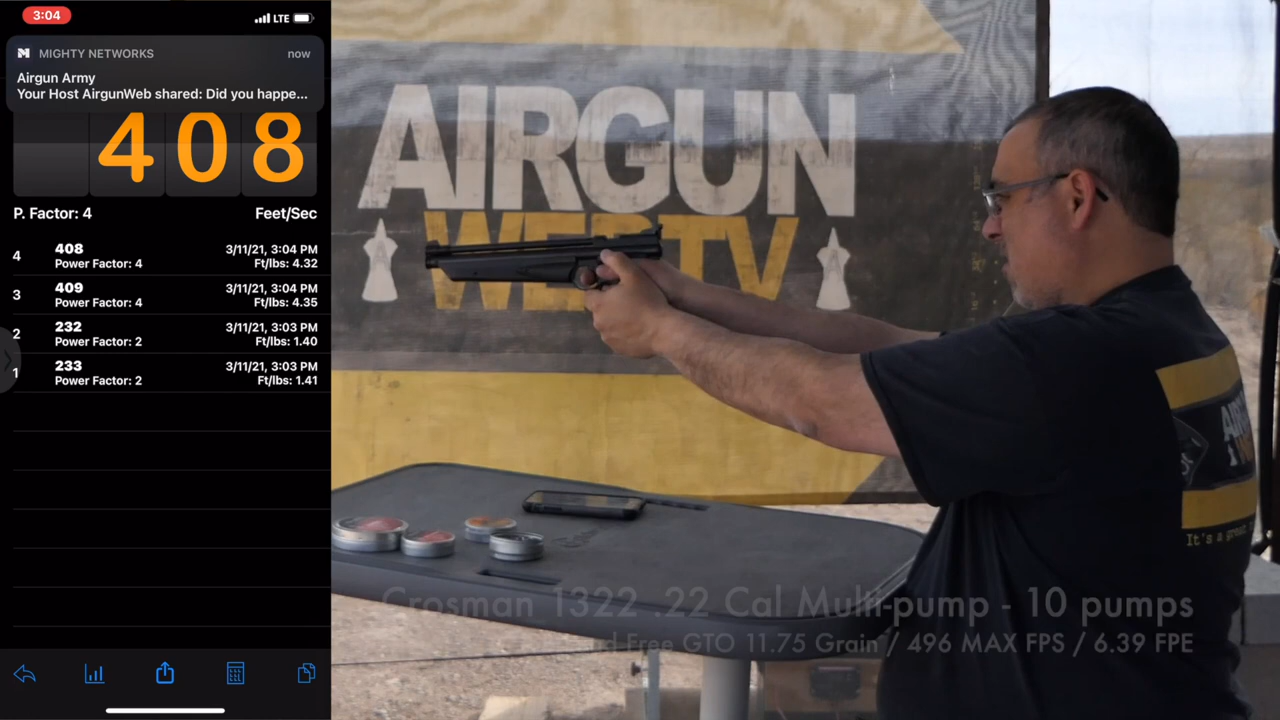 3:04
LTE
MIGHTY NETWORKS now
Airgun Army
Your Host AirgunWeb shared: Did you happe...
408
P. Factor: 4 Feet/Sec
4 408 3/11/21, 3:04 PM
Power Factor: 4 Ft/lbs: 4.32
3 409 3/11/21, 3:04 PM
Power Factor: 4 Ft/lbs: 4.35
2 232 3/11/21, 3:03 PM
Power Factor: 2 Ft/lbs: 1.40
1 233 3/11/21, 3:03 PM
Power Factor: 2 Ft/lbs: 1.41
AIRGUN
WEB TV
It's a
Crosman 1322 .22 Cal Multi-pump - 10 pumps
Free GTO 11.75 Grain / 496 MAX FPS / 6.39 FPE